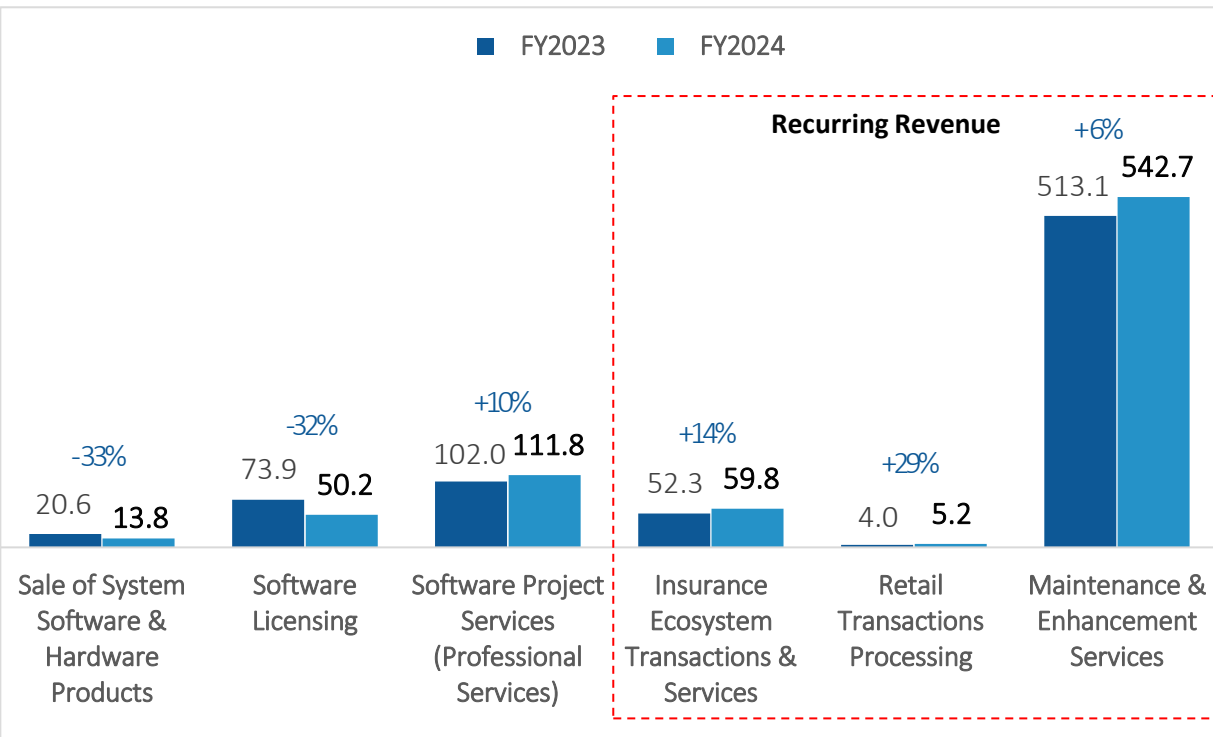 FY2023 FY2024
Recurring Revenue
+6%
513.1 542.7
-33%
20.6 13.8
-32%
73.9 50.2
+10%
102.0 111.8
+14%
52.3 59.8
+29%
4.0 5.2
Sale of System
Software &
Hardware
Products
Software
Licensing
Software Project
Services
(Professional
Services)
Insurance
Ecosystem
Transactions &
Services
Retail
Transactions
Processing
Maintenance &
Enhancement
Services